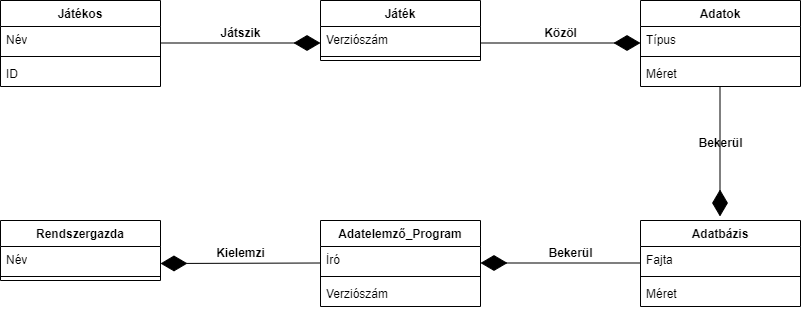 Játékos
Név
ID
Játszik
Játék
Verziószám
Közöl
Adatok
Típus
Méret
Bekerül
Rendszergazda
Név
Kielemzi
Adatelemző_Program
Író
Verziószám
Bekerül
Adatbázis
Fajta
Méret